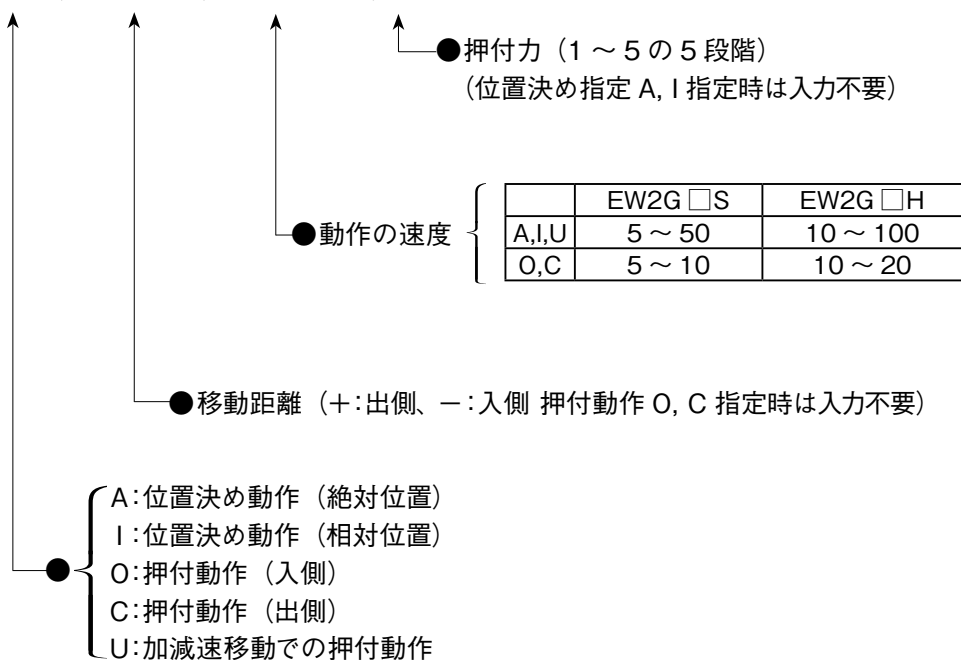 押付力（1 ～ 5 の 5 段階）
（位置決め指定 A, I 指定時は入力不要）
動作の速度
EW2G □S EW2G □H
A,I,U 5 ～ 50 10 ～ 100
O,C 5 ～ 10 10 ～ 20
移動距離（＋：出側、－：入側 押付動作 O, C 指定時は入力不要）
A：位置決め動作（絶対位置）
I：位置決め動作（相対位置）
O：押付動作（入側）
C：押付動作（出側）
U：加減速移動での押付動作